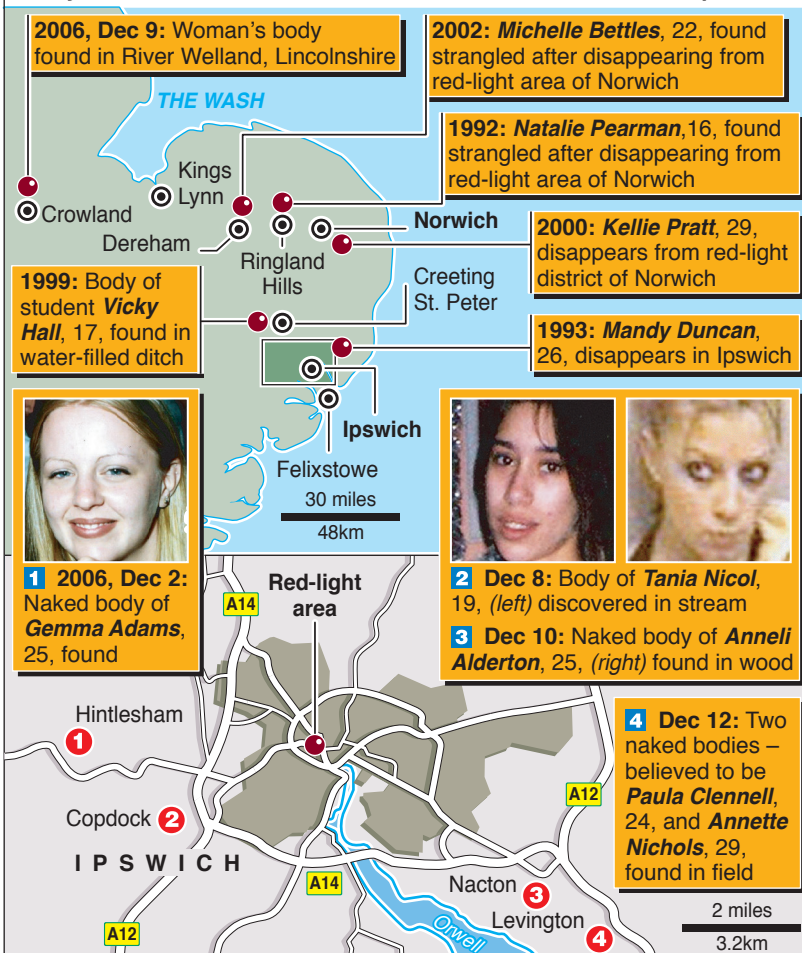 2006, Dec 9: Woman's body
found in River Welland, Lincolnshire
2002: Michelle Bettles, 22, found
strangled after disappearing from
red-light area of Norwich
THE WASH
1992: Natalie Pearman,16, found
strangled after disappearing from
red-light area of Norwich
Kings
Lynn
Crowland
Dereham
Ringland
Hills
Norwich
2000: Kellie Pratt, 29,
disappears from red-light
district of Norwich
1999: Body of
student Vicky
Hall, 17, found in
water-filled ditch
Creeting
St. Peter
1993: Mandy Duncan,
26, disappears in Ipswich
Ipswich
Felixstowe
30 miles
48km
1 2006, Dec 2:
Naked body of
Gemma Adams,
25, found
2 Dec 8: Body of Tania Nicol,
19, (left) discovered in stream
3 Dec 10: Naked body of Anneli
Alderton, 25, (right) found in wood
Red-light
area
A14
4 Dec 12: Two
naked bodies –
believed to be
Paula Clennell,
24, and Annette
Nichols, 29,
found in field
Hintlesham
1
A12
Copdock 2
IPSWICH
A14
Nacton 3
Levington
4
Orwell
A12
2 miles
3.2km